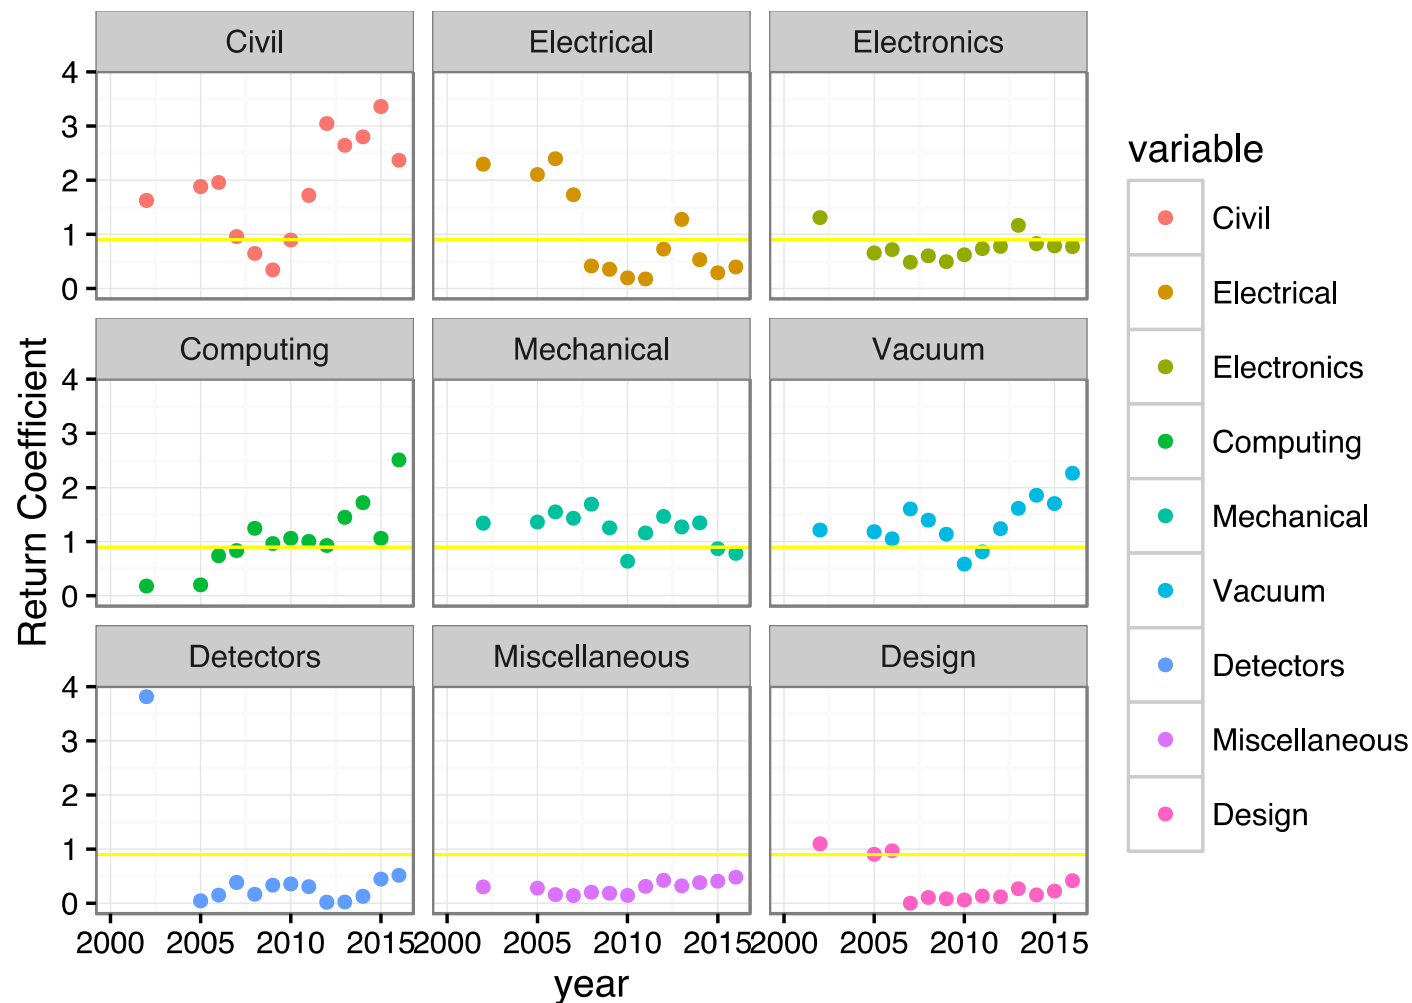 Civil
Electrical
Electronics
4
3
2
1
0
Computing
Mechanical
Vacuum
4
3
2
1
0
Detectors
Miscellaneous
Design
4
3
2
1
0
2000 2005 2010 2015
2000 2005 2010 2015
2000 2005 2010 2015
year
Return Coefficient
variable
Civil
Electrical
Electronics
Computing
Mechanical
Vacuum
Detectors
Miscellaneous
Design